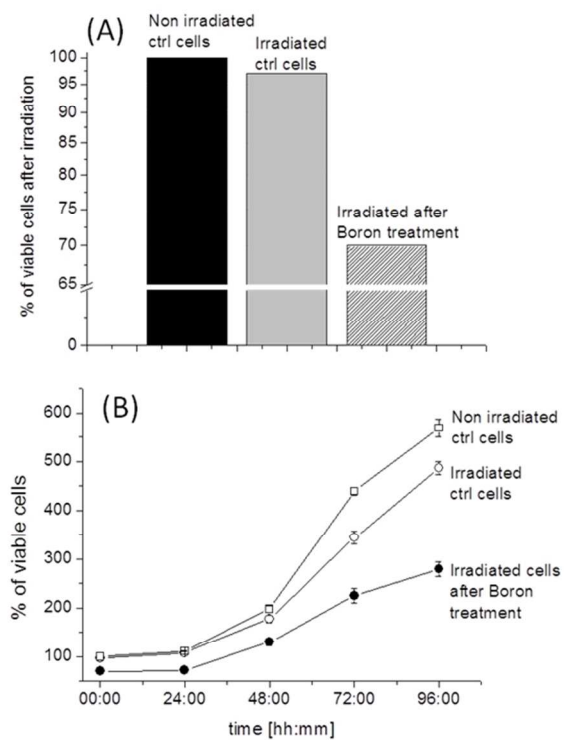 (A)
Non irradiated
ctrl cells
Irradiated
ctrl cells
Irradiated after
Boron treatment
% of viable cells after irradiation
100
95
90
85
80
75
70
65
0
(B)
Non irradiated
ctrl cells
Irradiated
ctrl cells
Irradiated cells
after Boron
treatment
% of viable cells
600
500
400
300
200
100
00:00 24:00 48:00 72:00 96:00
time [hh:mm]